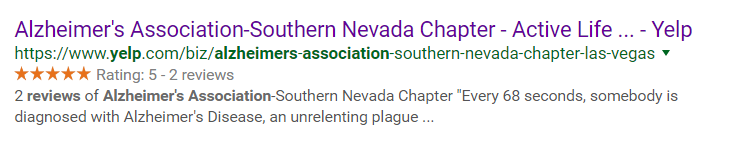 Alzheimer's Association-Southern Nevada Chapter - Active Life ... - Yelp
https://www.yelp.com/biz/alzheimers-association-southern-nevada-chapter-las-vegas
Rating: 5 - 2 reviews
2 reviews of Alzheimer's Association-Southern Nevada Chapter "Every 68 seconds, somebody is
diagnosed with Alzheimer's Disease, an unrelenting plague ...